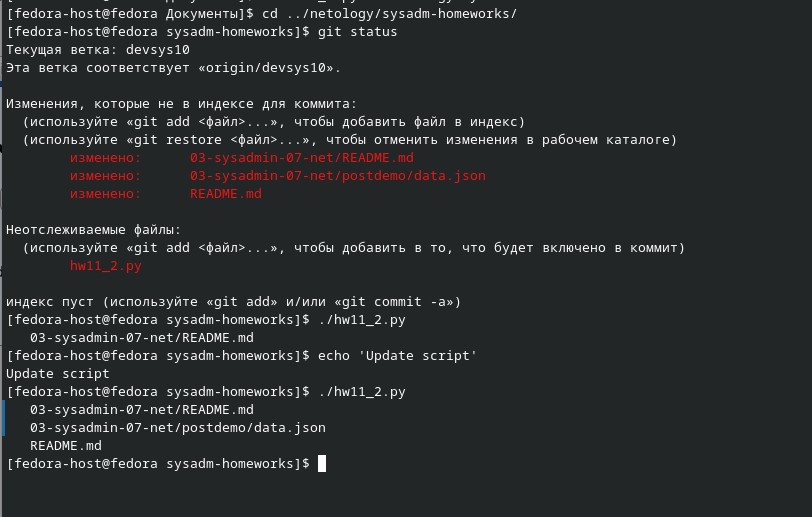 [fedora-host@fedora Документы]$ cd ../netology/sysadm-homeworks/
[fedora-host@fedora sysadm-homeworks]$ git status
Текущая ветка: devsys10
Эта ветка соответствует «origin/devsys10».
Изменения, которые не в индексе для коммита:
  (используйте «git add <файл>...», чтобы добавить файл в индекс)
  (используйте «git restore <файл>...», чтобы отменить изменения в рабочем каталоге)
        изменено:      03-sysadmin-07-net/README.md
        изменено:      03-sysadmin-07-net/postdemo/data.json
        изменено:      README.md
Неотслеживаемые файлы:
  (используйте «git add <файл>...», чтобы добавить в то, что будет включено в коммит)
        hw11_2.py
индекс пуст (используйте «git add» и/или «git commit -a»)
[fedora-host@fedora sysadm-homeworks]$ ./hw11_2.py
   03-sysadmin-07-net/README.md
[fedora-host@fedora sysadm-homeworks]$ echo 'Update script'
Update script
[fedora-host@fedora sysadm-homeworks]$ ./hw11_2.py
   03-sysadmin-07-net/README.md
   03-sysadmin-07-net/postdemo/data.json
   README.md
[fedora-host@fedora sysadm-homeworks]$